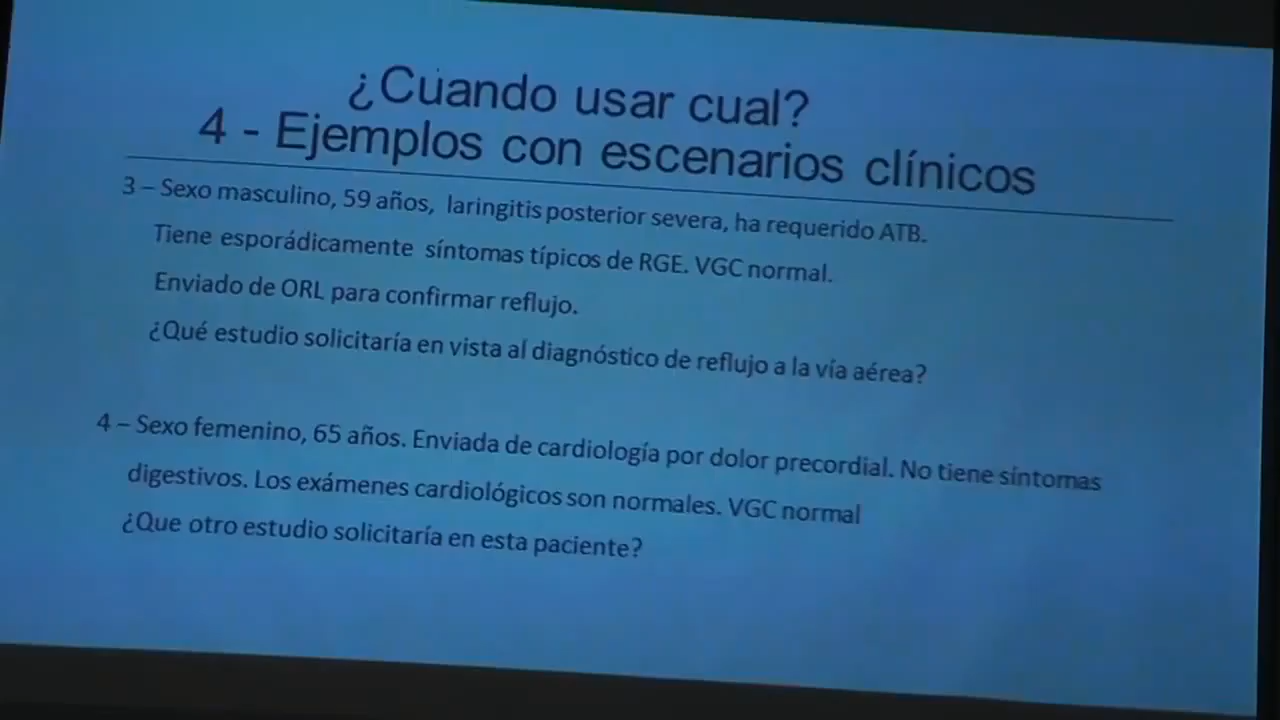 ¿Cuando usar cual?
4 - Ejemplos con escenarios clínicos
3 – Sexo masculino, 59 años, laringitis posterior severa, ha requerido ATB.
Tiene esporádicamente síntomas típicos de RGE. VGC normal.
Enviado de ORL para confirmar reflujo.
¿Qué estudio solicitaría en vista al diagnóstico de reflujo a la vía aérea?
4 – Sexo femenino, 65 años. Enviada de cardiología por dolor precordial. No tiene síntomas
digestivos. Los exámenes cardiológicos son normales. VGC normal
¿Que otro estudio solicitaría en esta paciente?